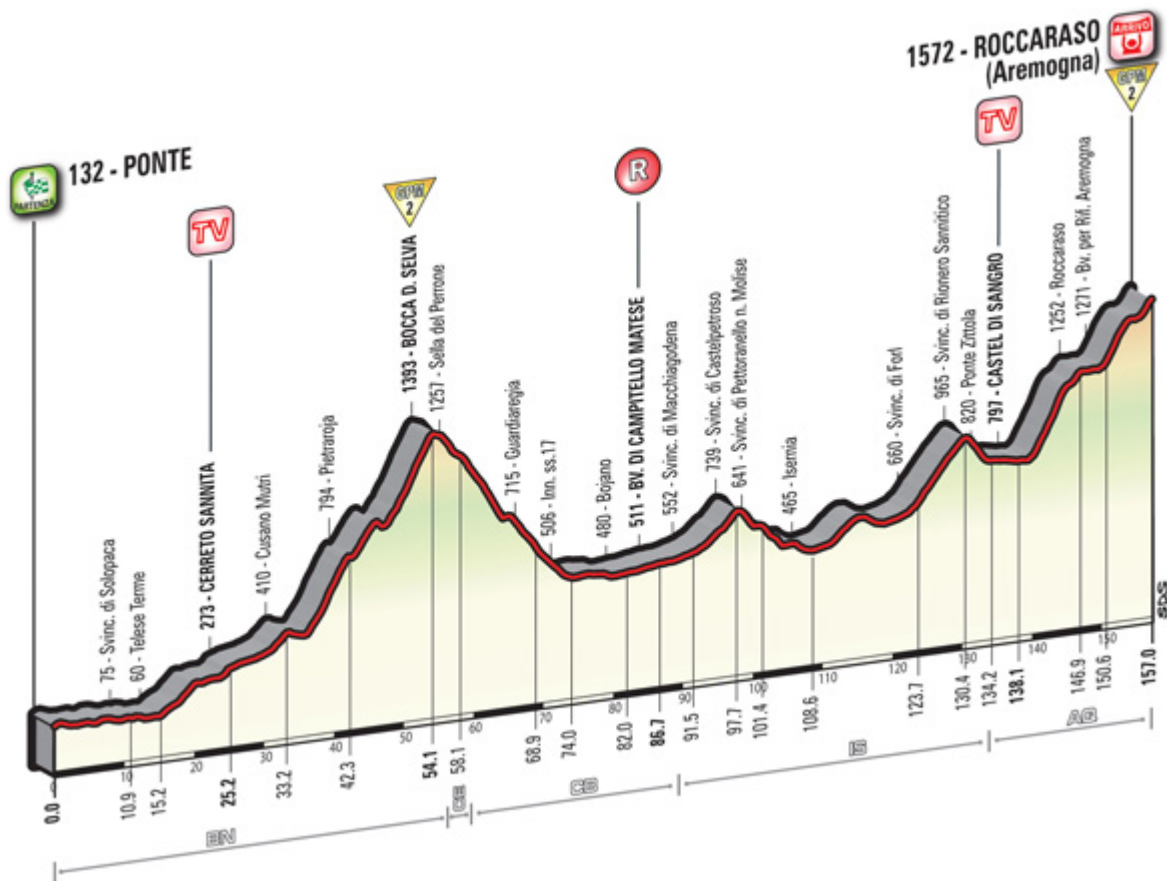 1572 - ROCCARASO
(Aremogna)
ARRIVO
GPM
2
132 - PONTE
PARTENZA
TV
75 - Svinc. di Solopaca
60 - Telese Terme
273 - CERRETO SANNITA
410 - Cusano Mutri
794 - Pietraroja
GPM
2
1393 - BOCCA D. SELVA
1257 - Sella del Perrone
715 - Guardiaregia
506 - Inn. ss.17
480 - Bojano
R
511 - BV. DI CAMPITELLO MATESE
552 - Svinc. di Macchiagodena
739 - Svinc. di Castelpetroso
641 - Svinc. di Pettoranello n. Molise
465 - Isernia
660 - Svinc. di Forlì
965 - Svinc. di Rionero Sannitico
820 - Ponte Zittola
TV
797 - CASTEL DI SANGRO
1252 - Roccaraso
1271 - Bv. per Rif. Aremogna
SDS
0 10 20 30 40 50 60 70 80 90 100 110 120 130 140 150
0.0
10.9
15.2
25.2
33.2
42.3
54.1
58.1
68.9
74.0
82.0
86.7
91.5
97.7
101.4
108.6
123.7
130.4
134.2
138.1
146.9
150.6
157.0
BN
CE
CB
IS
AQ